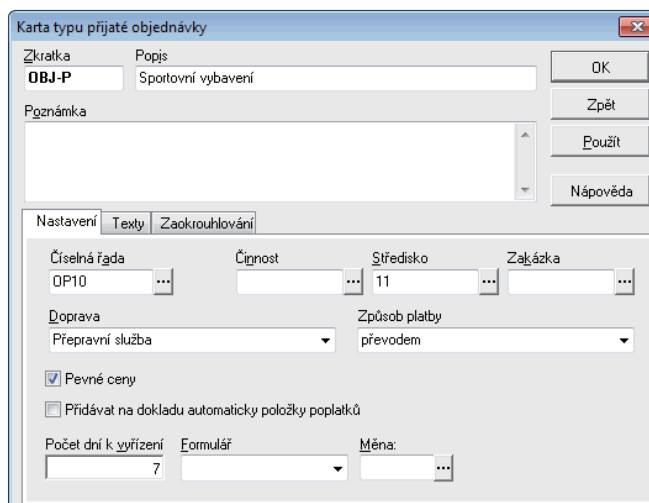 Karta typu přijaté objednávky
Zkratka Popis
OBJ-P Sportovní vybavení
OK
Zpět
Poznámka
Použít
Nápověda
Nastavení Texty Zaokrouhlování
Číselná řada Činnost Středisko Zakázka
OP10 ... ... 11 ... ...
Doprava Způsob platby
Přepravní služba převodem
Pevné ceny
Přidávat na dokladu automaticky položky poplatků
Počet dní k vyřízení Formulář Měna:
7 ...